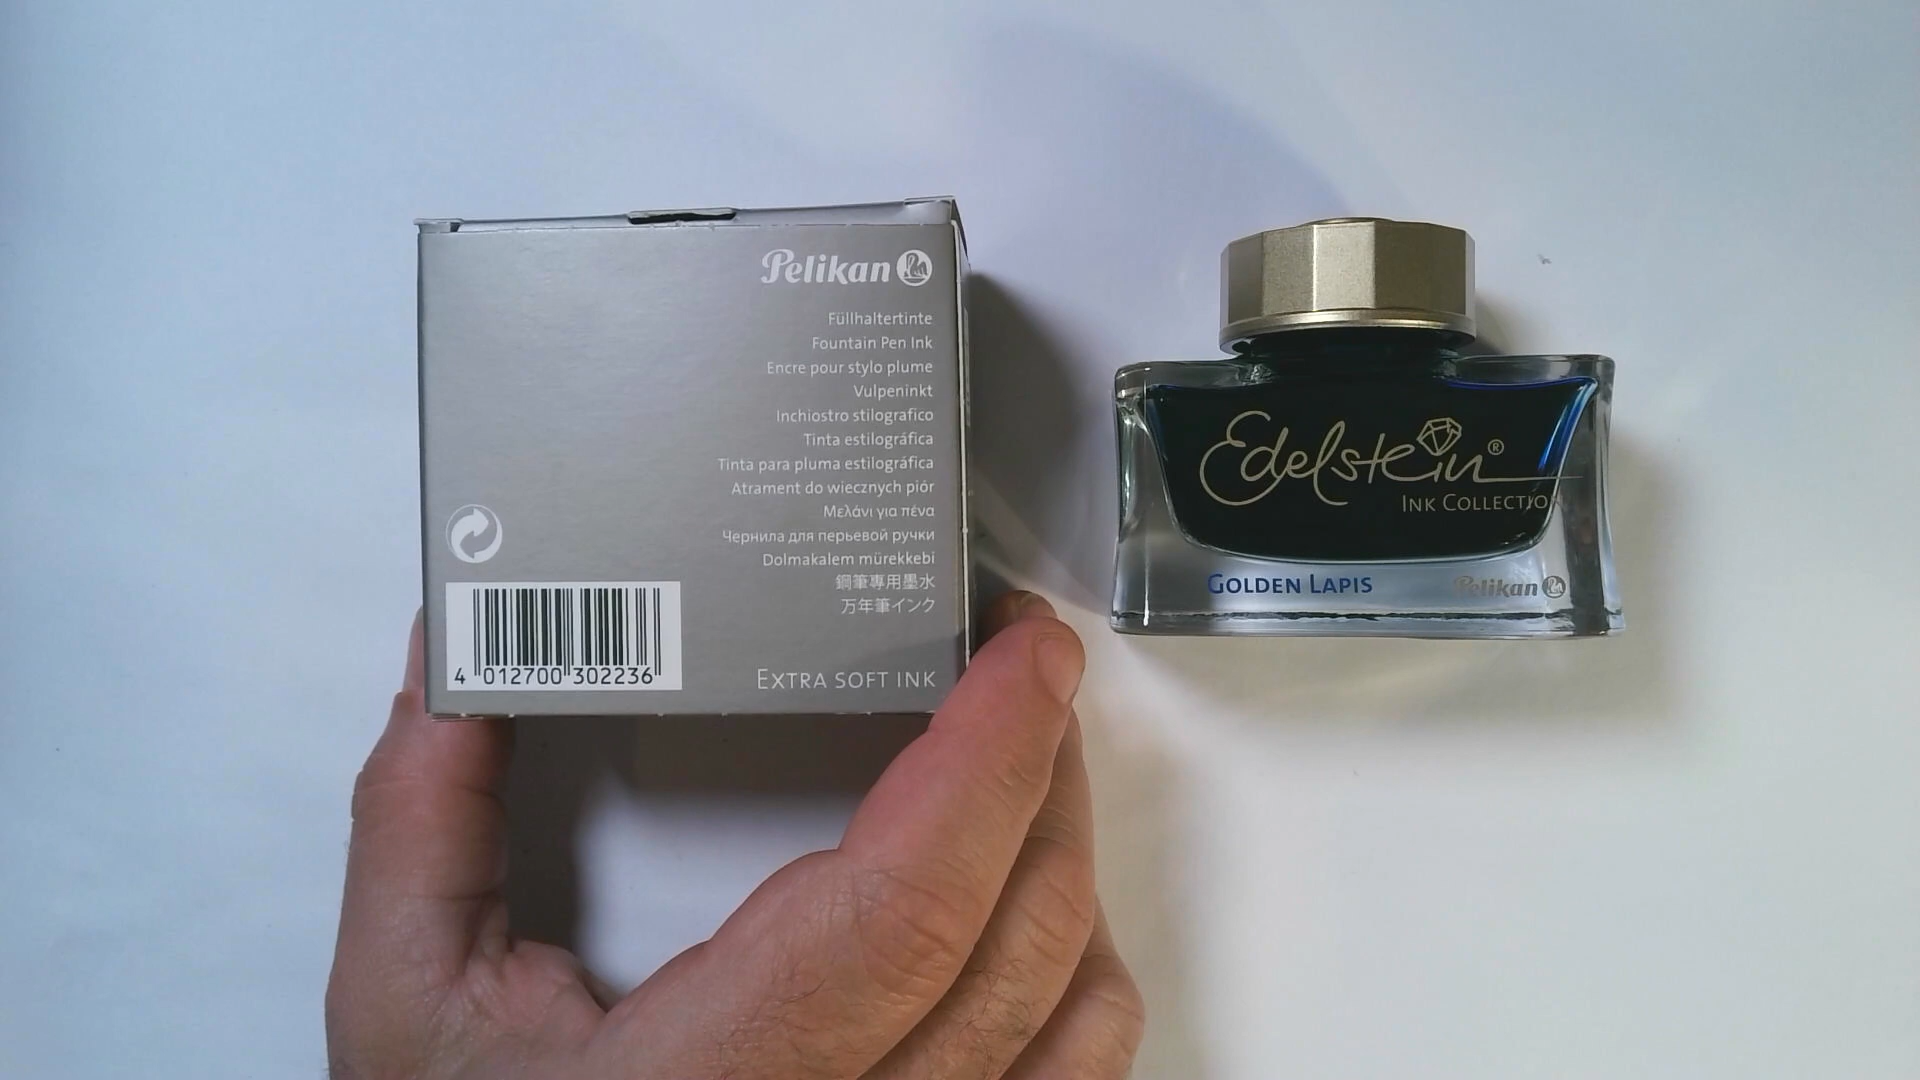 Pelikan
Füllhaltertinte
Fountain Pen Ink
Encre pour stylo plume
Vulpeninkt
Inchiostro stilografico
Tinta estilográfica
Tinta para pluma estilográfica
Atrament do wiecznych piór
Μελάνι για πένα
Чернила для перьевой ручки
Dolmakalem mürekkebi
鋼筆專用墨水
万年筆インク
4 012700 302236
EXTRA SOFT INK
Edelstein®
INK COLLECTION
GOLDEN LAPIS
Pelikan